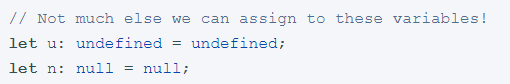 // Not much else we can assign to these variables!
let u: undefined = undefined;
let n: null = null;